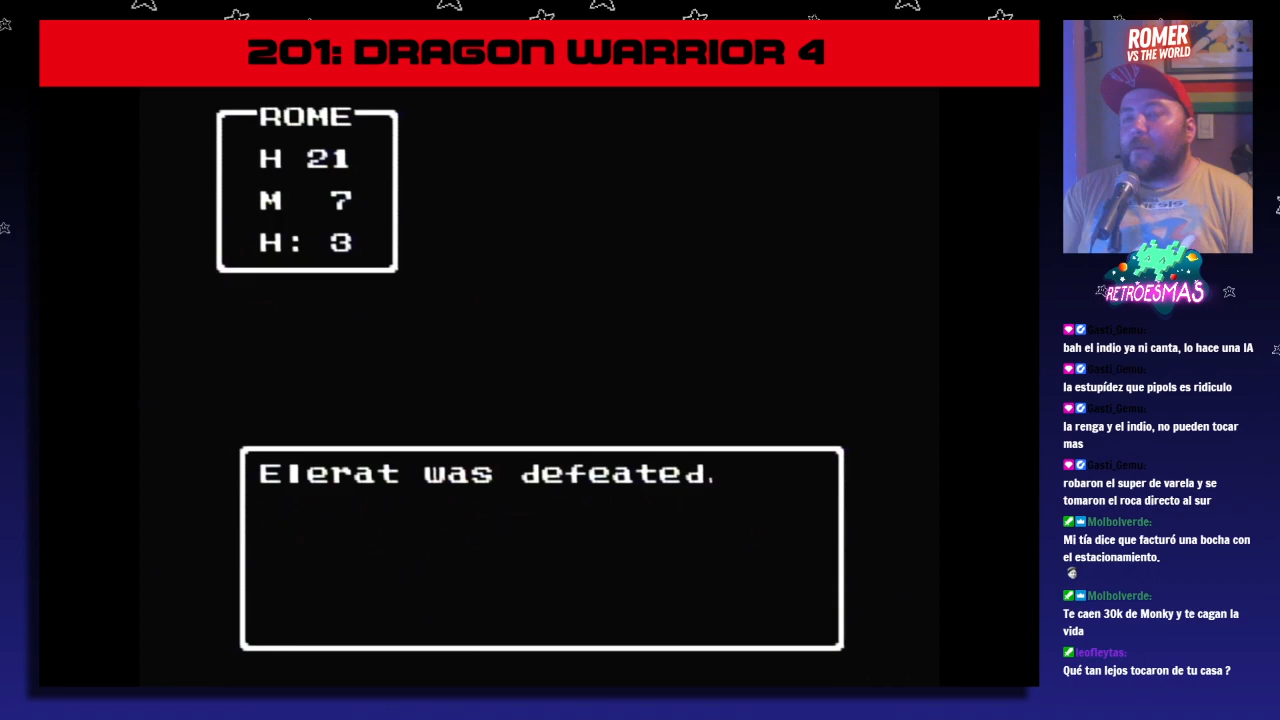 201: DRAGON WARRIOR 4
ROMER
VS THE WORLD
ROME
H 21
M 7
H: 3
Elerat was defeated.
RETROESMAS
Gasti_Gemu:
bah el indio ya ni canta, lo hace una IA
Gasti_Gemu:
la estupídez que pipols es ridiculo
Gasti_Gemu:
la renga y el indio, no pueden tocar
mas
Gasti_Gemu:
robaron el super de varela y se
tomaron el roca directo al sur
Molbolverde:
Mi tía dice que facturó una bocha con
el estacionamiento.
Molbolverde:
Te caen 30k de Monky y te cagan la
vida
leofleytas:
Qué tan lejos tocaron de tu casa ?